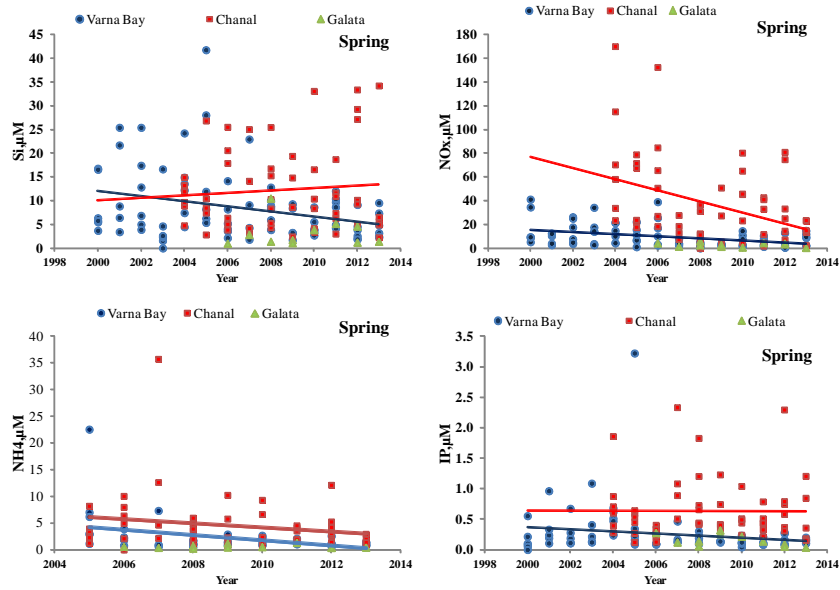 Varna Bay Chanal Galata
Spring
Si,µM
45
40
35
30
25
20
15
10
5
0
1998 2000 2002 2004 2006 2008 2010 2012 2014
Year
Varna Bay Chanal Galata
Spring
NOx,µM
180
160
140
120
100
80
60
40
20
0
1998 2000 2002 2004 2006 2008 2010 2012 2014
Year
Varna Bay Chanal Galata
Spring
NH4,µM
40
35
30
25
20
15
10
5
0
2004 2006 2008 2010 2012 2014
Year
Varna Bay Chanal Galata
Spring
IP,µM
3.5
3.0
2.5
2.0
1.5
1.0
0.5
0.0
1998 2000 2002 2004 2006 2008 2010 2012 2014
Year